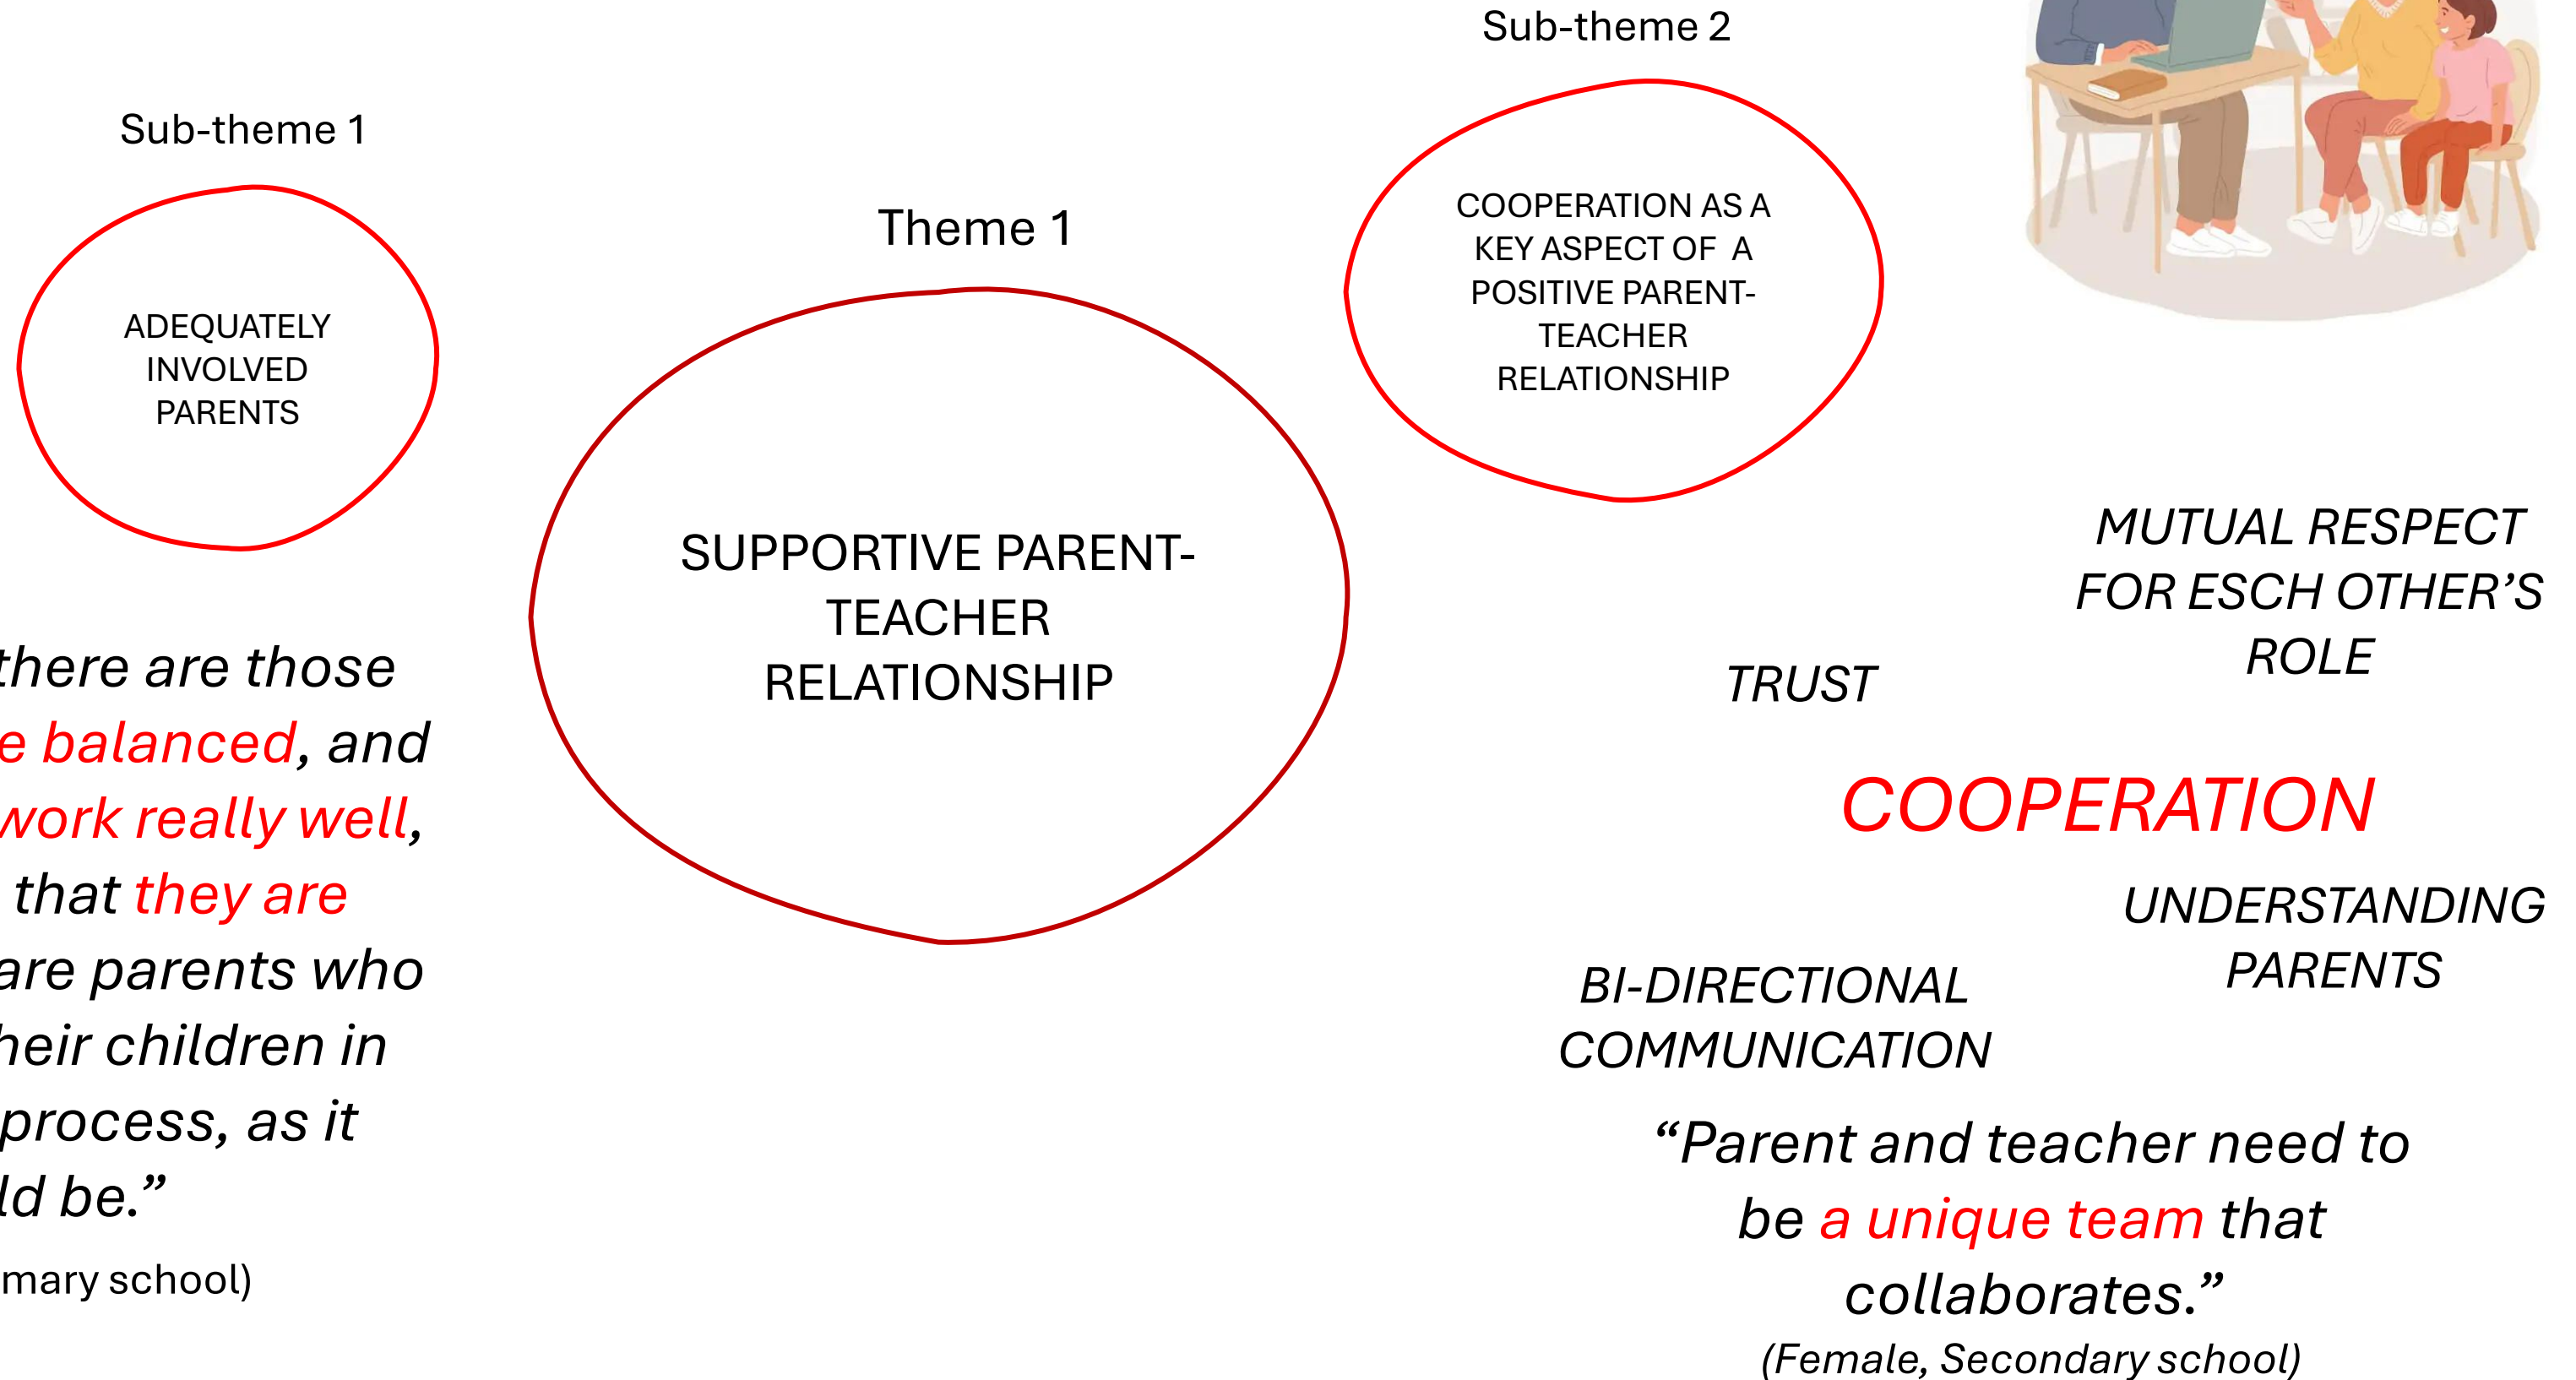 Sub-theme 1
ADEQUATELY
INVOLVED
PARENTS
there are those
e balanced, and
work really well,
that they are
are parents who
heir children in
process, as it
ld be.”
mary school)
Theme 1
SUPPORTIVE PARENT-
TEACHER
RELATIONSHIP
Sub-theme 2
COOPERATION AS A
KEY ASPECT OF A
POSITIVE PARENT-
TEACHER
RELATIONSHIP
MUTUAL RESPECT
FOR ESCH OTHER’S
ROLE
TRUST
COOPERATION
UNDERSTANDING
PARENTS
BI-DIRECTIONAL
COMMUNICATION
“Parent and teacher need to
be a unique team that
collaborates.”
(Female, Secondary school)